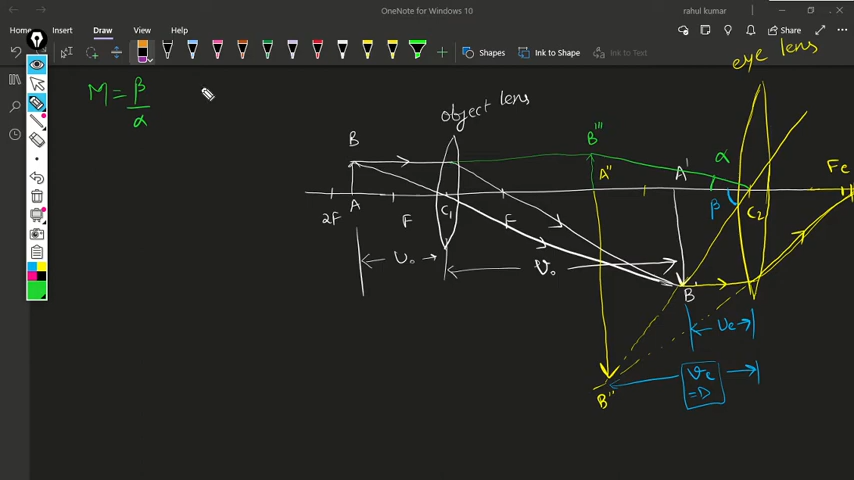 OneNote for Windows 10
rahul kumar
Home
Insert
Draw
View
Help
Share
Shapes
Ink to Shape
Ink to Text
M = β/α
object lens
eye lens
B
B'''
A''
A'
α
Fe
2F
A
F
C₁
F
β
C₂
u₀
v₀
B'
ue
ve
=D
B''